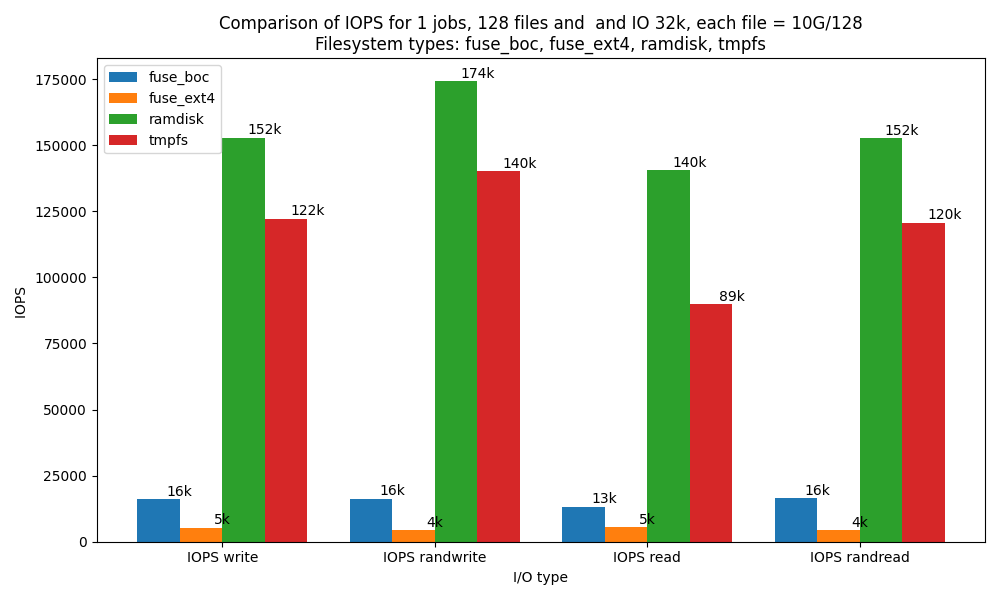 Comparison of IOPS for 1 jobs, 128 files and  and IO 32k, each file = 10G/128
Filesystem types: fuse_boc, fuse_ext4, ramdisk, tmpfs
fuse_boc
fuse_ext4
ramdisk
tmpfs
IOPS
175000
150000
125000
100000
75000
50000
25000
0
16k
5k
152k
122k
16k
4k
174k
140k
13k
5k
140k
89k
16k
4k
152k
120k
IOPS write
IOPS randwrite
IOPS read
IOPS randread
I/O type